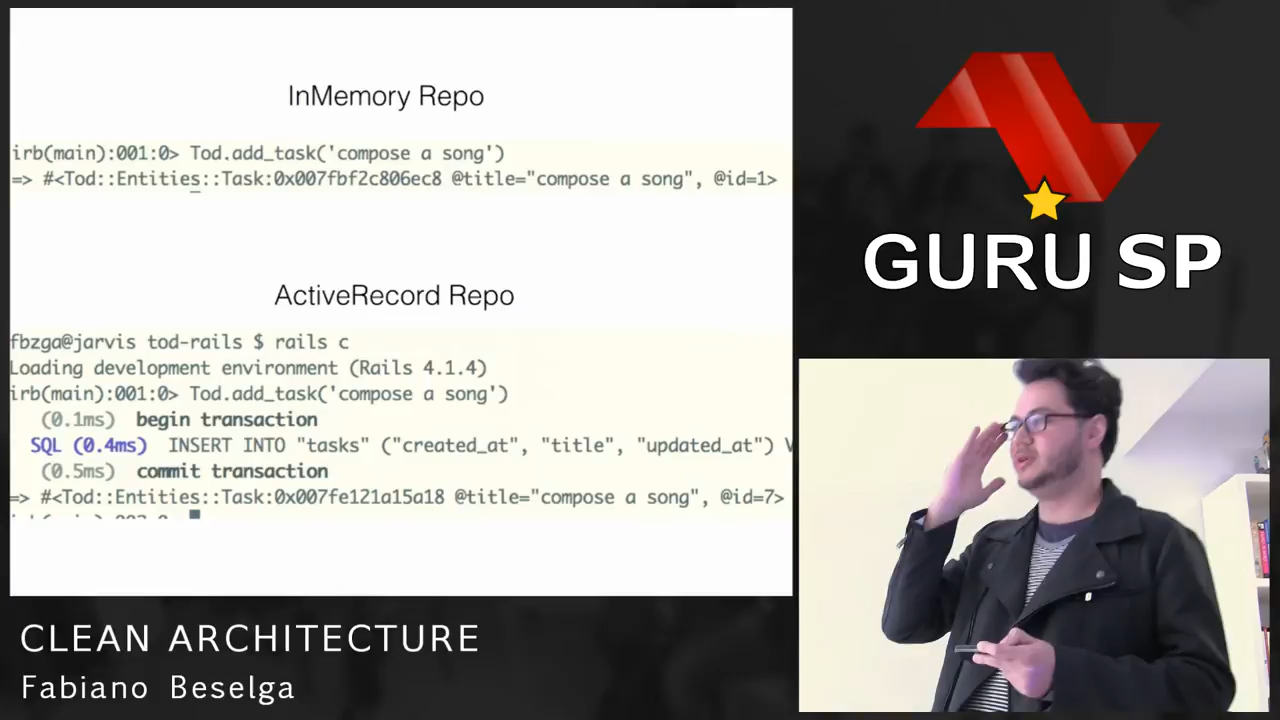 InMemory Repo
irb(main):001:0> Tod.add_task('compose a song')
=> #<Tod::Entities::Task:0x007fbf2c806ec8 @title="compose a song", @id=1>
ActiveRecord Repo
fbzga@jarvis tod-rails $ rails c
Loading development environment (Rails 4.1.4)
irb(main):001:0> Tod.add_task('compose a song')
(0.1ms) begin transaction
SQL (0.4ms) INSERT INTO "tasks" ("created_at", "title", "updated_at") V
(0.5ms) commit transaction
=> #<Tod::Entities::Task:0x007fe121a15a18 @title="compose a song", @id=7>
GURU SP
CLEAN ARCHITECTURE
Fabiano Beselga